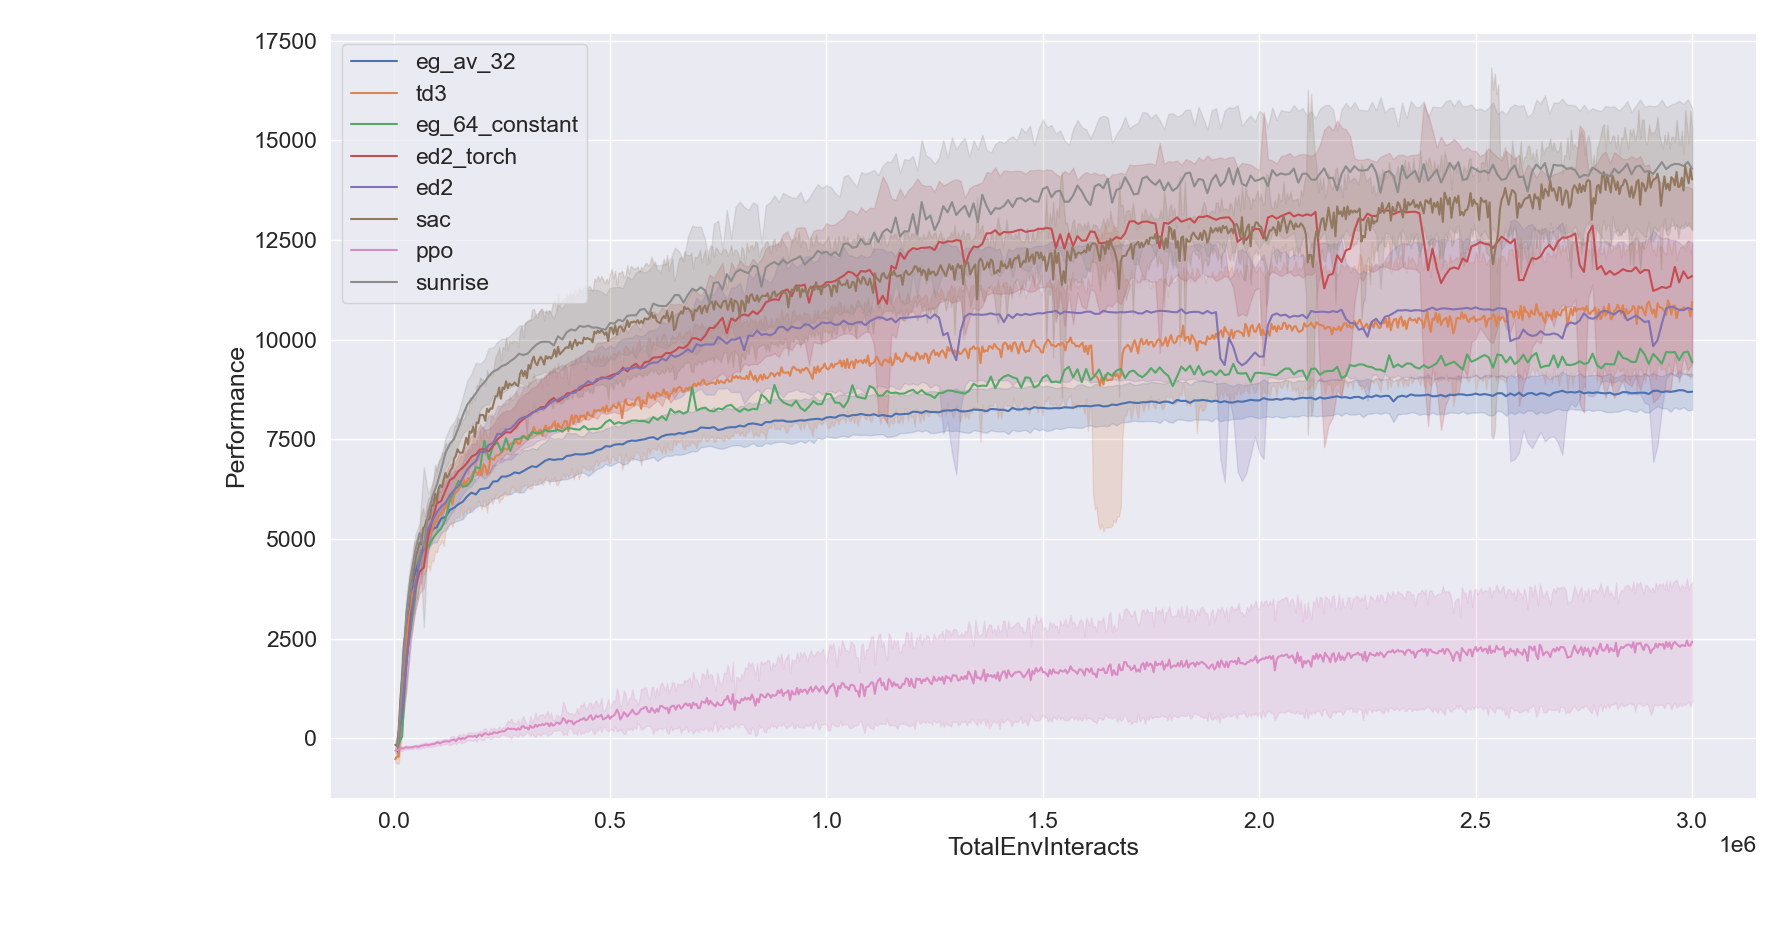 17500
15000
12500
10000
7500
5000
2500
0
Performance
eg_av_32
td3
eg_64_constant
ed2_torch
ed2
sac
ppo
sunrise
0.0 0.5 1.0 1.5 2.0 2.5 3.0
TotalEnvInteracts
1e6